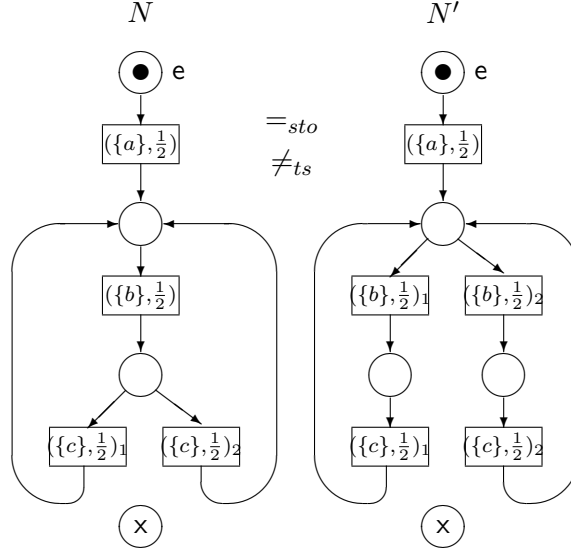 N N′
e e
({a},½) =sto ({a},½)
≠ts
({b},½) ({b},½)₁ ({b},½)₂
({c},½)₁ ({c},½)₂ ({c},½)₁ ({c},½)₂
x x